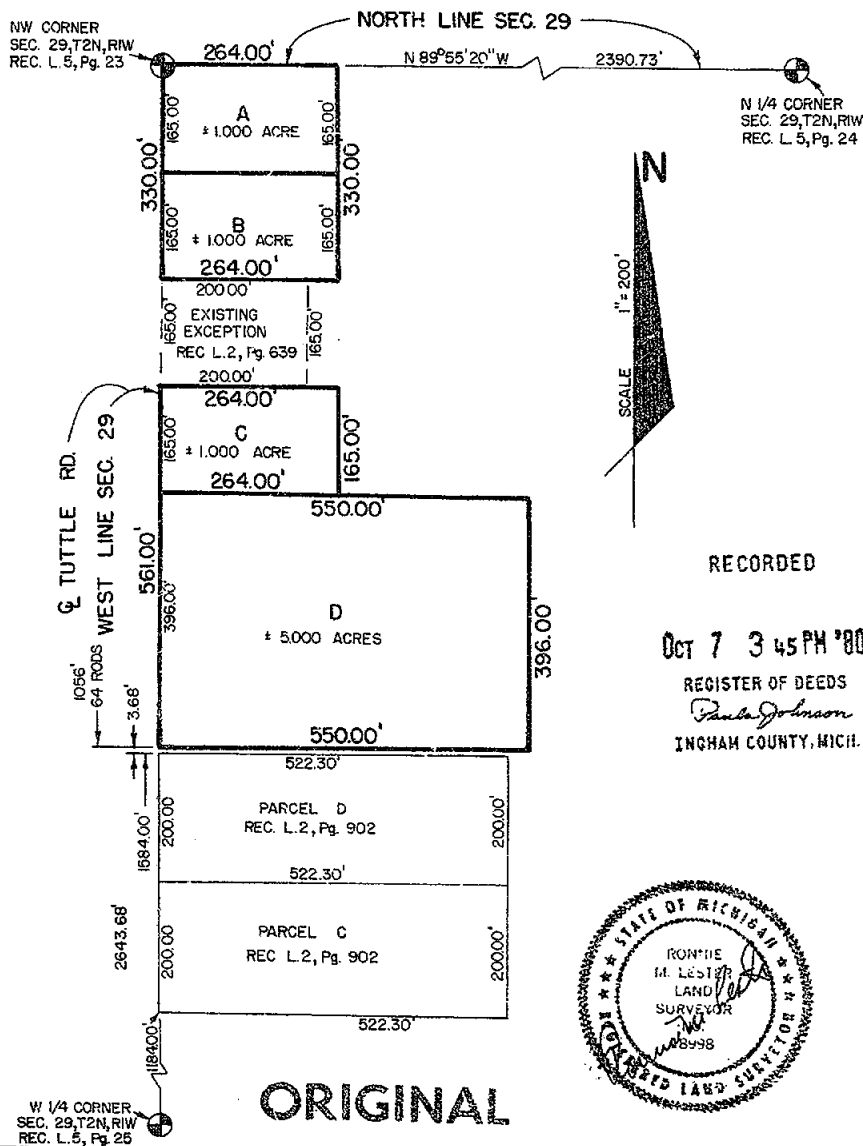 NORTH LINE SEC. 29
NW CORNER
SEC. 29,T2N,RIW
REC. L.5, Pg. 23
264.00'
N 89°55'20"W
2390.73'
N 1/4 CORNER
SEC. 29,T2N,RIW
REC. L.5, Pg. 24
330.00'
165.00'
A
± 1.000 ACRE
165.00'
330.00'
165.00'
B
± 1.000 ACRE
165.00'
264.00'
200.00'
165.00'
EXISTING
EXCEPTION
REC L.2, Pg. 639
165.00'
200.00'
264.00'
165.00'
C
± 1.000 ACRE
165.00'
264.00'
550.00'
℄ TUTTLE RD.
WEST LINE SEC. 29
561.00'
396.00'
D
± 5.000 ACRES
396.00'
550.00'
1056'
64 RODS
3.68'
N
SCALE 1"=200'
RECORDED
OCT 7 3 45 PM '80
REGISTER OF DEEDS
Paula Johnson
INGHAM COUNTY, MICH.
522.30'
1584.00'
200.00
PARCEL D
REC. L.2, Pg. 902
200.00'
522.30'
2643.68'
200.00
PARCEL C
REC L.2, Pg. 902
200.00'
522.30'
1184.00'
W 1/4 CORNER
SEC. 29,T2N,RIW
REC. L.5, Pg. 25
ORIGINAL
STATE OF MICHIGAN
RONNIE
M. LESTER
LAND
SURVEYOR
NO.
REGISTERED LAND SURVEYOR